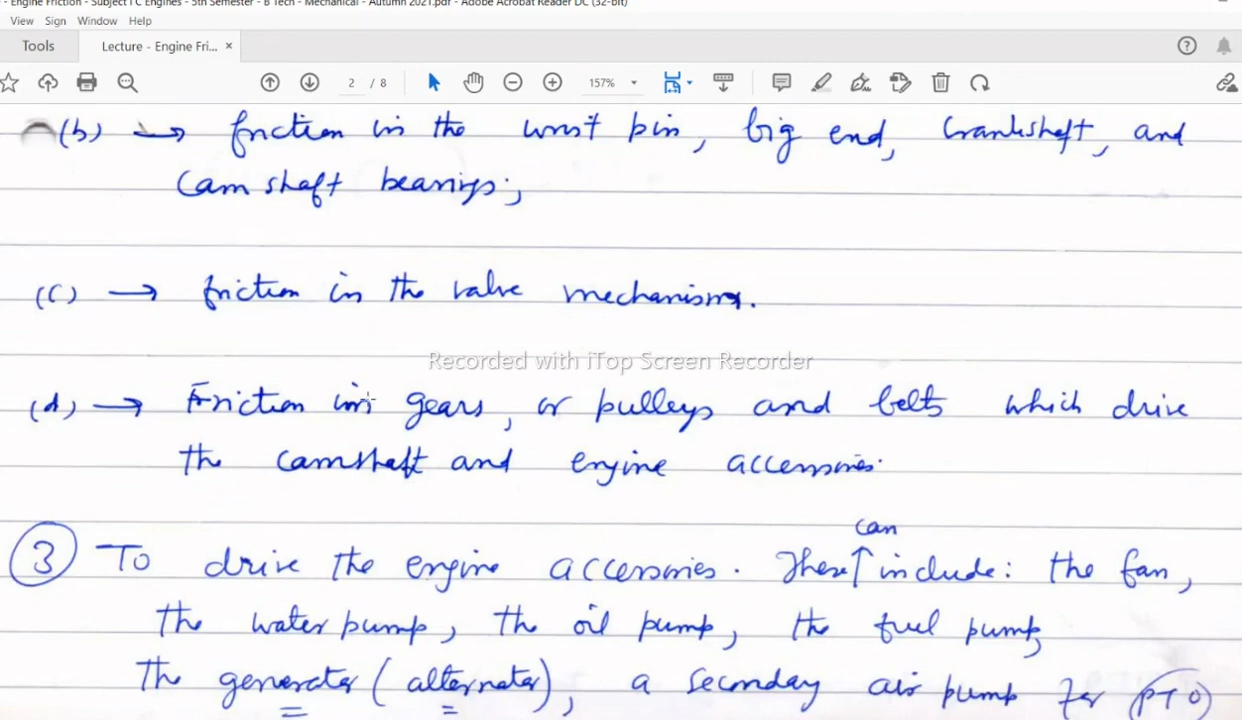 - Engine Friction - Subject I C Engines - 5th Semester - B Tech - Mechanical - Autumn 2021.pdf - Adobe Acrobat Reader DC (32-bit)
View Sign Window Help
Tools Lecture - Engine Fri... ×
2 / 8 157%
(b) → friction in the wrist pin, big end, Crankshaft, and
Cam shaft bearings;
(c) → friction in the valve mechanism.
Recorded with iTop Screen Recorder
(d) → Friction in gears, or pulleys and belts which drive
the camshaft and engine accessories.
can
3 To drive the engine accessories. These ↑ include: the fan,
the water pump, the oil pump, the fuel pump,
the generator (alternator), a seconday air pump for (PTO)